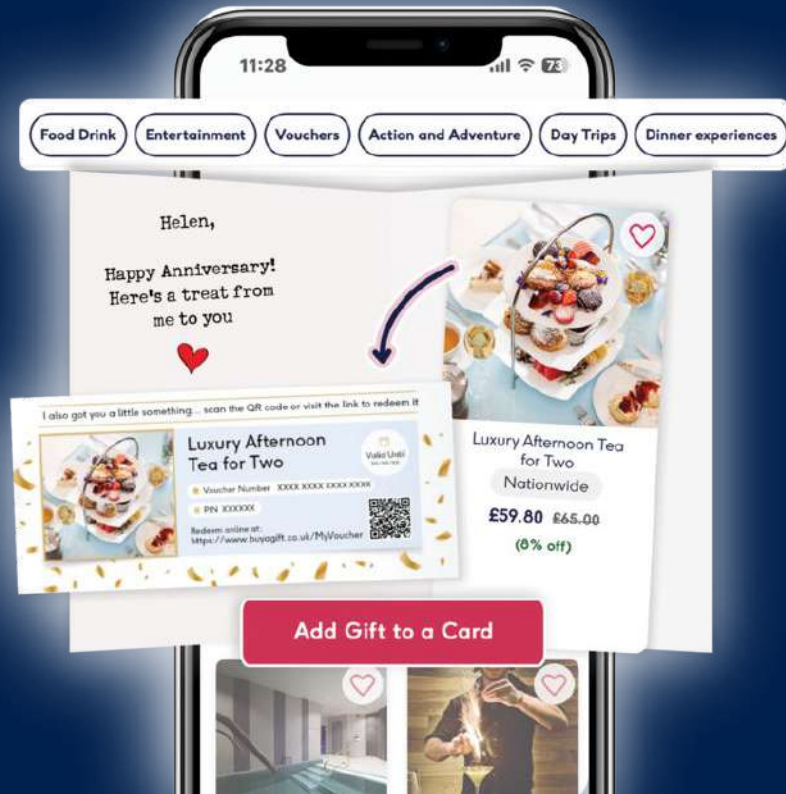 11:28
73
Food Drink
Entertainment
Vouchers
Action and Adventure
Day Trips
Dinner experiences
Helen,
Happy Anniversary!
Here's a treat from
me to you
I also got you a little something... scan the QR code or visit the link to redeem it
Luxury Afternoon
Tea for Two
Valid Until
Voucher Number XXXX XXXX XXXX XXXX
PIN XXXXXX
Redeem online at:
https://www.buyagift.co.uk/MyVoucher
Luxury Afternoon Tea
for Two
Nationwide
£59.80 £65.00
(8% off)
Add Gift to a Card